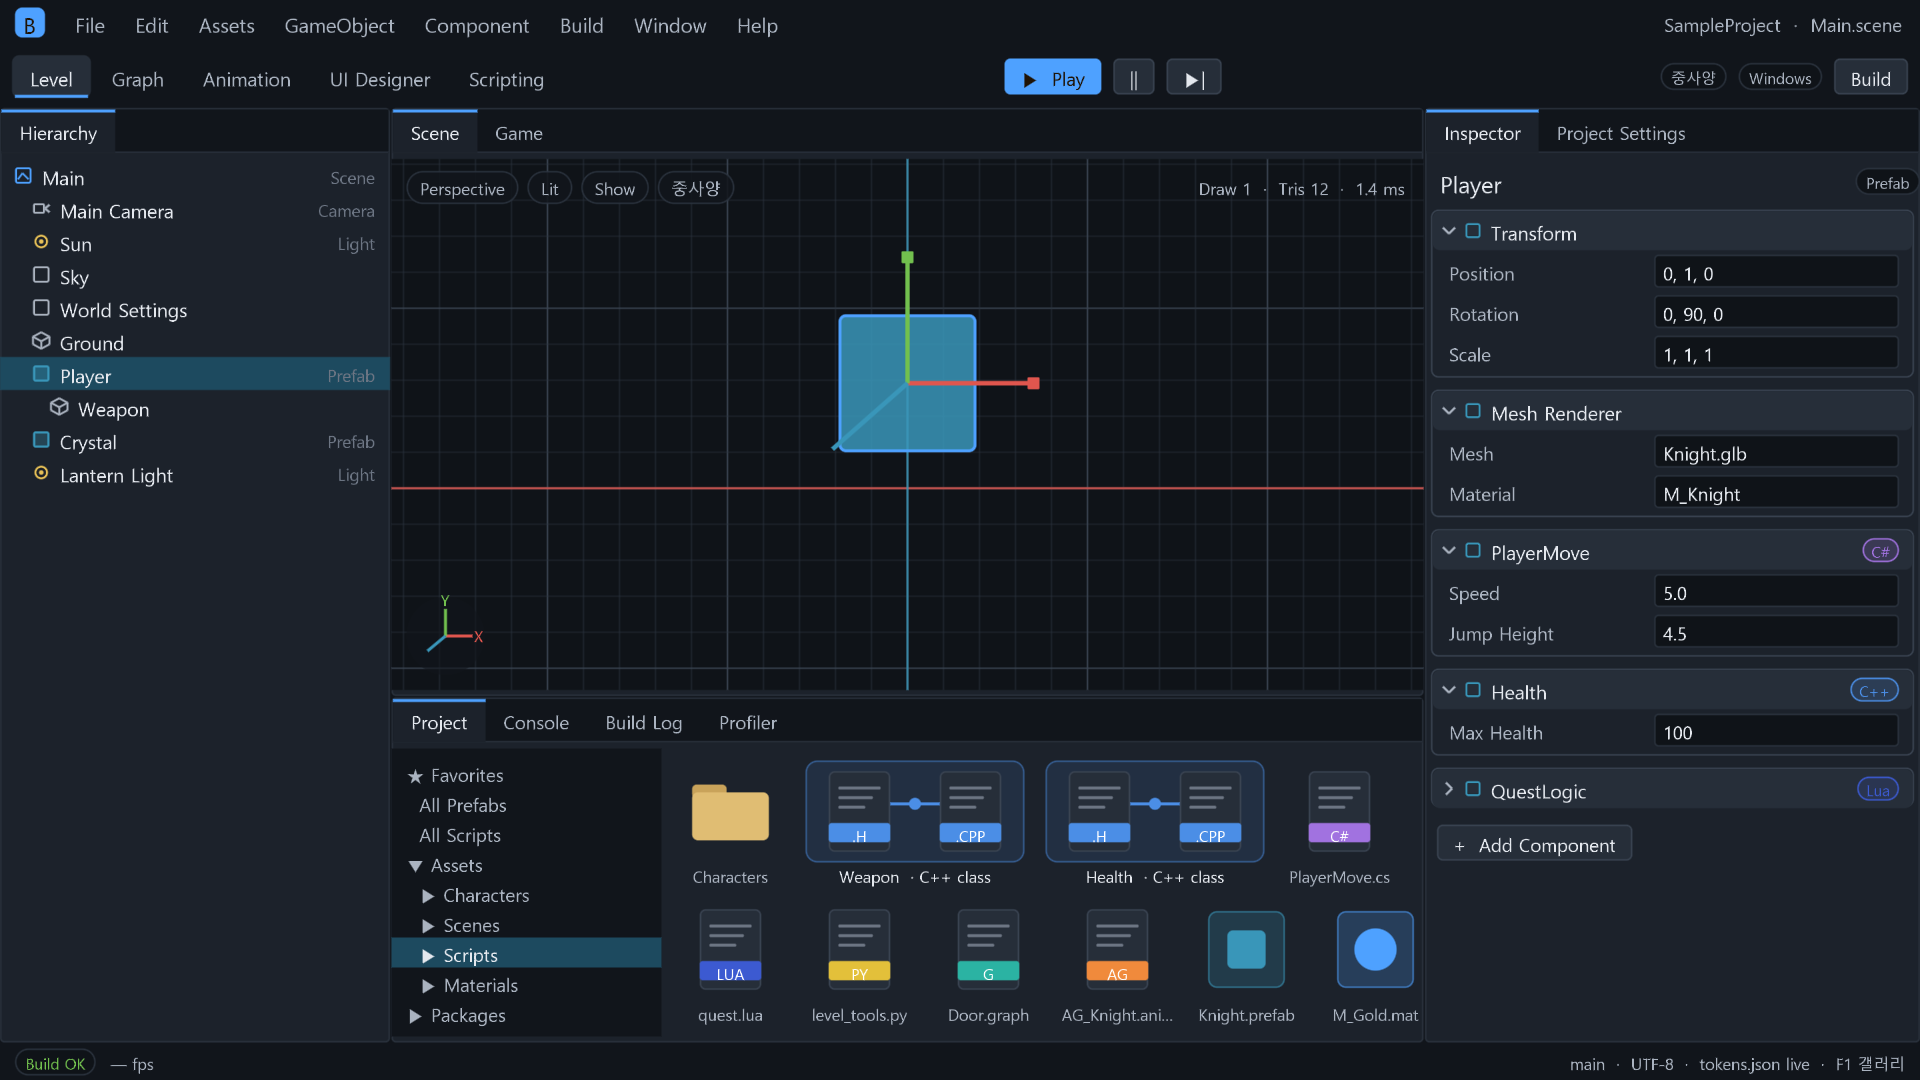 B File Edit Assets GameObject Component Build Window Help SampleProject · Main.scene
Level Graph Animation UI Designer Scripting Play 중사양 Windows Build
Hierarchy
Main Scene
Main Camera Camera
Sun Light
Sky
World Settings
Ground
Player Prefab
Weapon
Crystal Prefab
Lantern Light Light
Scene Game
Perspective Lit Show 중사양 Draw 1 · Tris 12 · 1.4 ms
Y
X
Project Console Build Log Profiler
★ Favorites
All Prefabs
All Scripts
▼ Assets
▶ Characters
▶ Scenes
▶ Scripts
▶ Materials
▶ Packages
.H .CPP .H .CPP C#
Characters Weapon · C++ class Health · C++ class PlayerMove.cs
LUA PY G AG
quest.lua level_tools.py Door.graph AG_Knight.ani... Knight.prefab M_Gold.mat
Inspector Project Settings
Player Prefab
Transform
Position 0, 1, 0
Rotation 0, 90, 0
Scale 1, 1, 1
Mesh Renderer
Mesh Knight.glb
Material M_Knight
PlayerMove C#
Speed 5.0
Jump Height 4.5
Health C++
Max Health 100
QuestLogic Lua
+ Add Component
Build OK — fps main · UTF-8 · tokens.json live · F1 갤러리